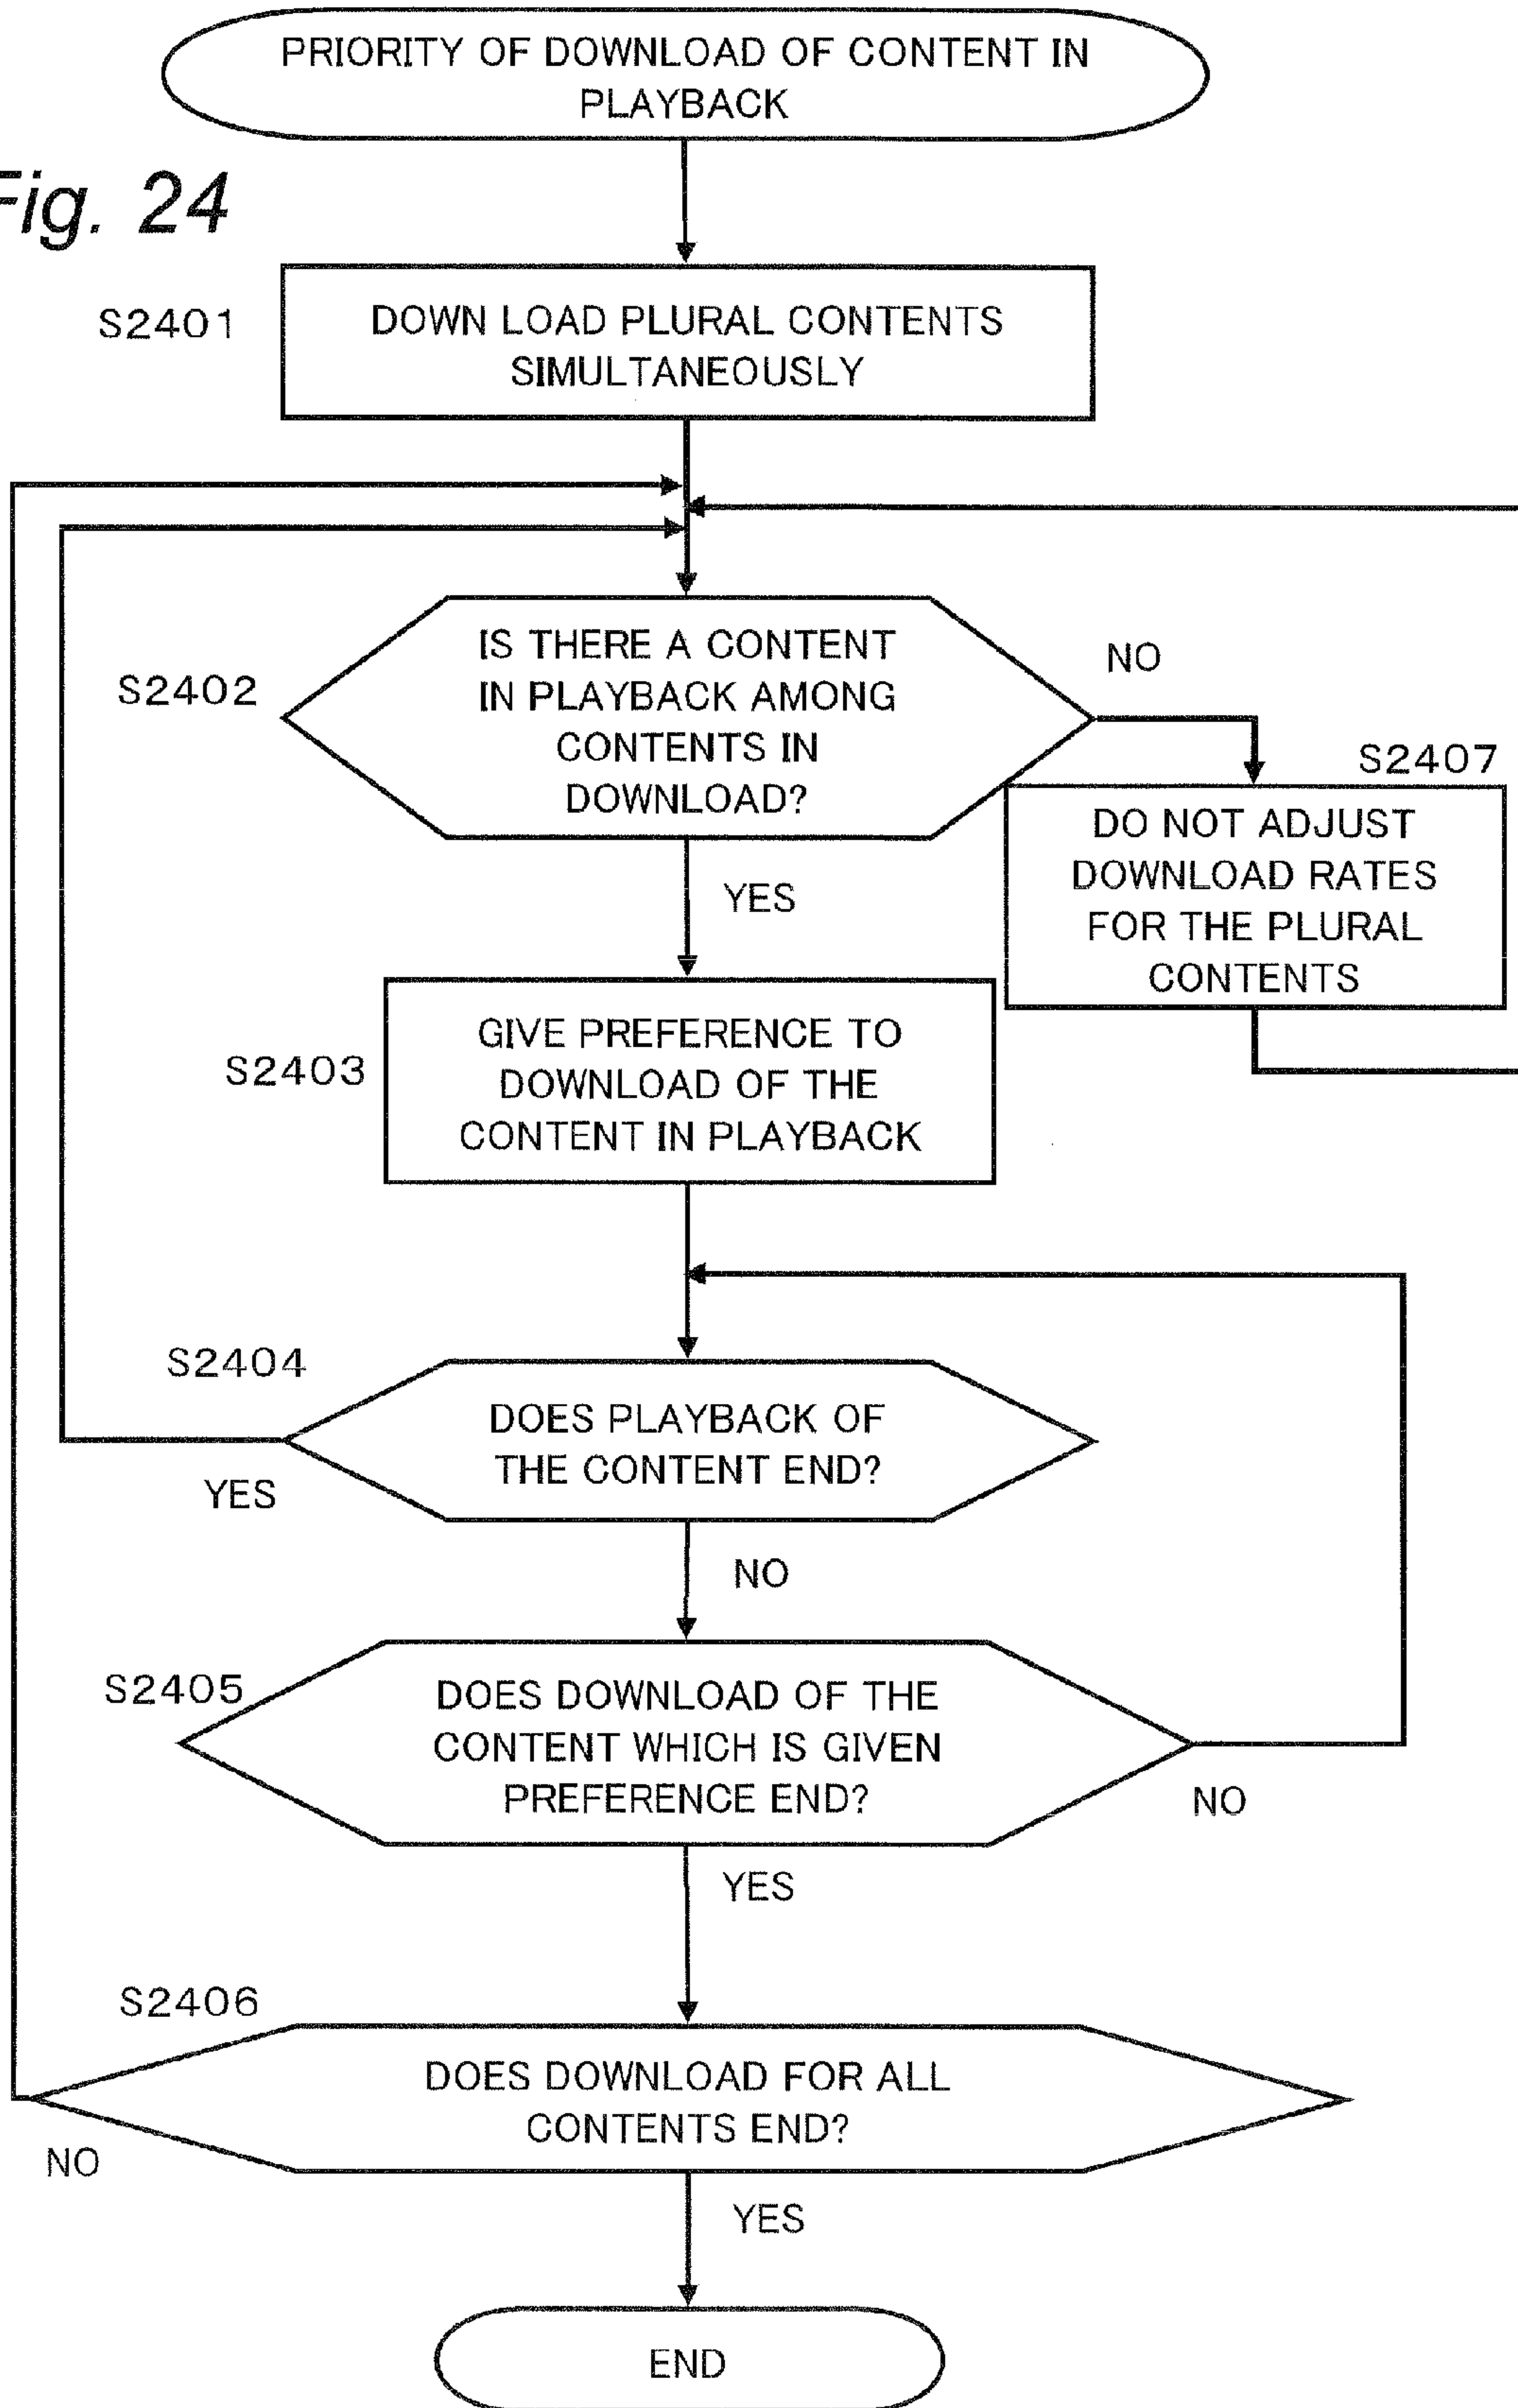 PRIORITY OF DOWNLOAD OF CONTENT IN
PLAYBACK
Fig. 24
S2401
DOWN LOAD PLURAL CONTENTS
SIMULTANEOUSLY
S2402
IS THERE A CONTENT
IN PLAYBACK AMONG
CONTENTS IN
DOWNLOAD?
NO
S2407
DO NOT ADJUST
DOWNLOAD RATES
FOR THE PLURAL
CONTENTS
YES
S2403
GIVE PREFERENCE TO
DOWNLOAD OF THE
CONTENT IN PLAYBACK
S2404
DOES PLAYBACK OF
THE CONTENT END?
YES
NO
S2405
DOES DOWNLOAD OF THE
CONTENT WHICH IS GIVEN
PREFERENCE END?
NO
YES
S2406
DOES DOWNLOAD FOR ALL
CONTENTS END?
NO
YES
END